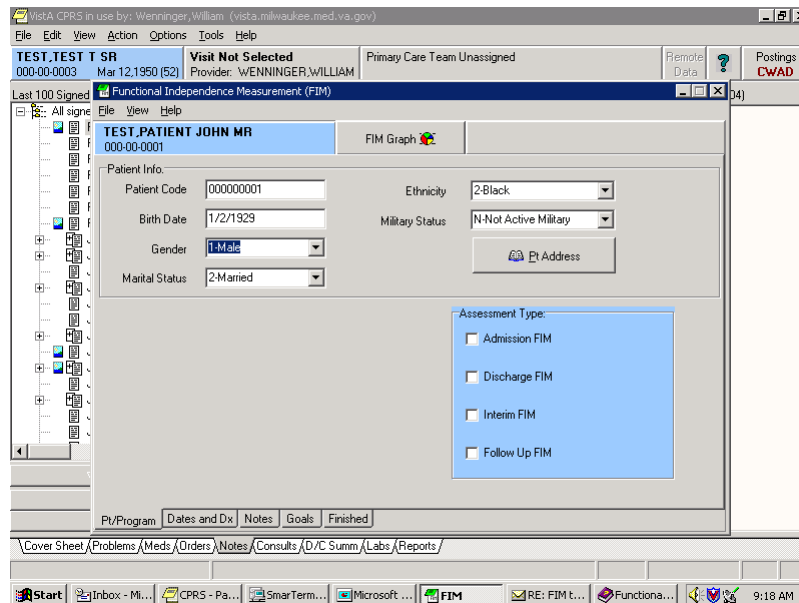 VistA CPRS in use by: Wenninger,William (vista.milwaukee.med.va.gov)
File Edit View Action Options Tools Help
TEST,TEST T SR Visit Not Selected Primary Care Team Unassigned Remote Postings
000-00-0003 Mar 12,1950 (52) Provider: WENNINGER,WILLIAM Data CWAD
Last 100 Signed 04)
Functional Independence Measurement (FIM)
All signe
File View Help
TEST,PATIENT JOHN MR FIM Graph
000-00-0001
Patient Info.
Patient Code 000000001 Ethnicity 2-Black
Birth Date 1/2/1929 Military Status N-Not Active Military
Gender 1-Male Pt Address
Marital Status 2-Married
Assessment Type:
Admission FIM
Discharge FIM
Interim FIM
Follow Up FIM
Pt/Program Dates and Dx Notes Goals Finished
Cover Sheet Problems Meds Orders Notes Consults D/C Summ Labs Reports
Start Inbox - Mi... CPRS - Pa... SmarTerm... Microsoft ... FIM RE: FIM t... Functiona... 9:18 AM